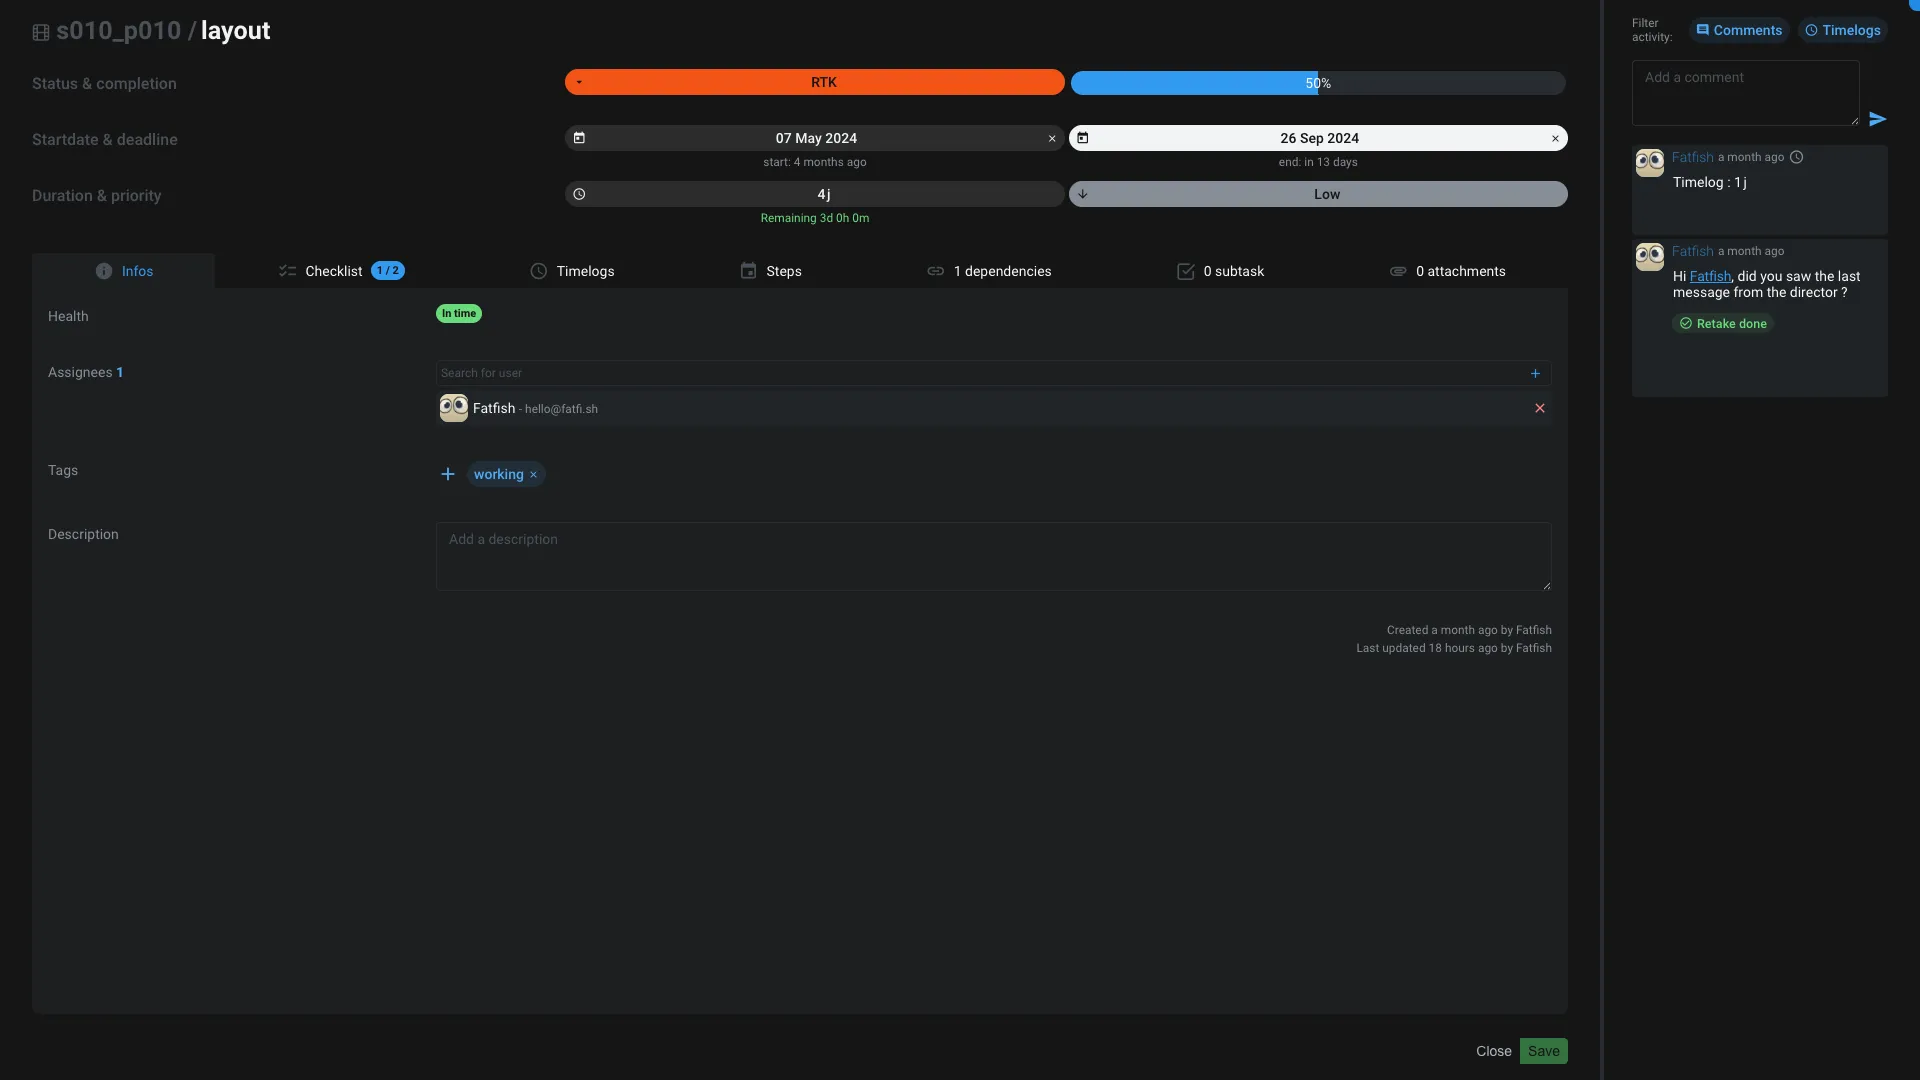 s010_p010 / layout
Status & completion
RTK
50%
Startdate & deadline
07 May 2024
26 Sep 2024
start: 4 months ago
end: in 13 days
Duration & priority
4j
Low
Remaining 3d 0h 0m
Infos
Checklist 1 / 2
Timelogs
Steps
1 dependencies
0 subtask
0 attachments
Health
In time
Assignees 1
Search for user
Fatfish - hello@fatfi.sh
Tags
working
Description
Add a description
Created a month ago by Fatfish
Last updated 18 hours ago by Fatfish
Close
Save
Filter
activity:
Comments
Timelogs
Add a comment
Fatfish a month ago
Timelog : 1j
Fatfish a month ago
Hi Fatfish, did you saw the last
message from the director ?
Retake done